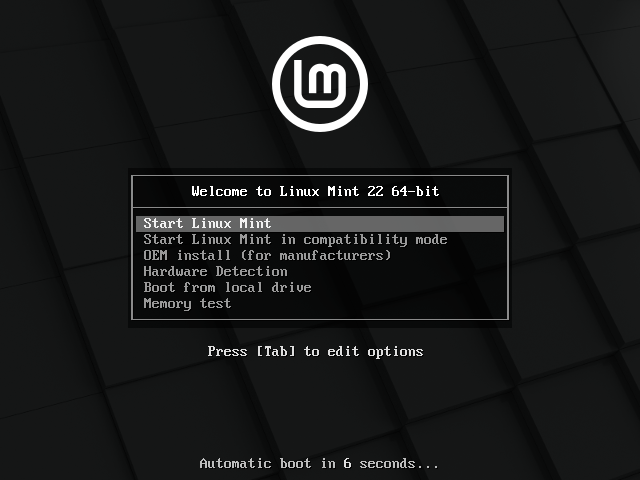 Welcome to Linux Mint 22 64-bit
Start Linux Mint
Start Linux Mint in compatibility mode
OEM install (for manufacturers)
Hardware Detection
Boot from local drive
Memory test
Press [Tab] to edit options
Automatic boot in 6 seconds...